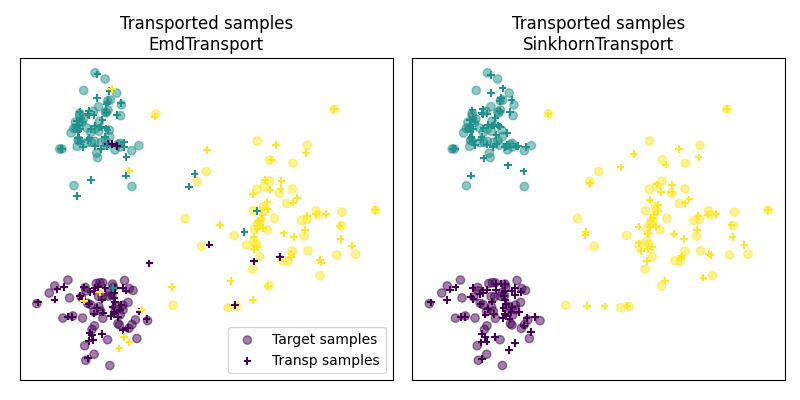 Transported samples
EmdTransport
Transported samples
SinkhornTransport
Target samples
Transp samples